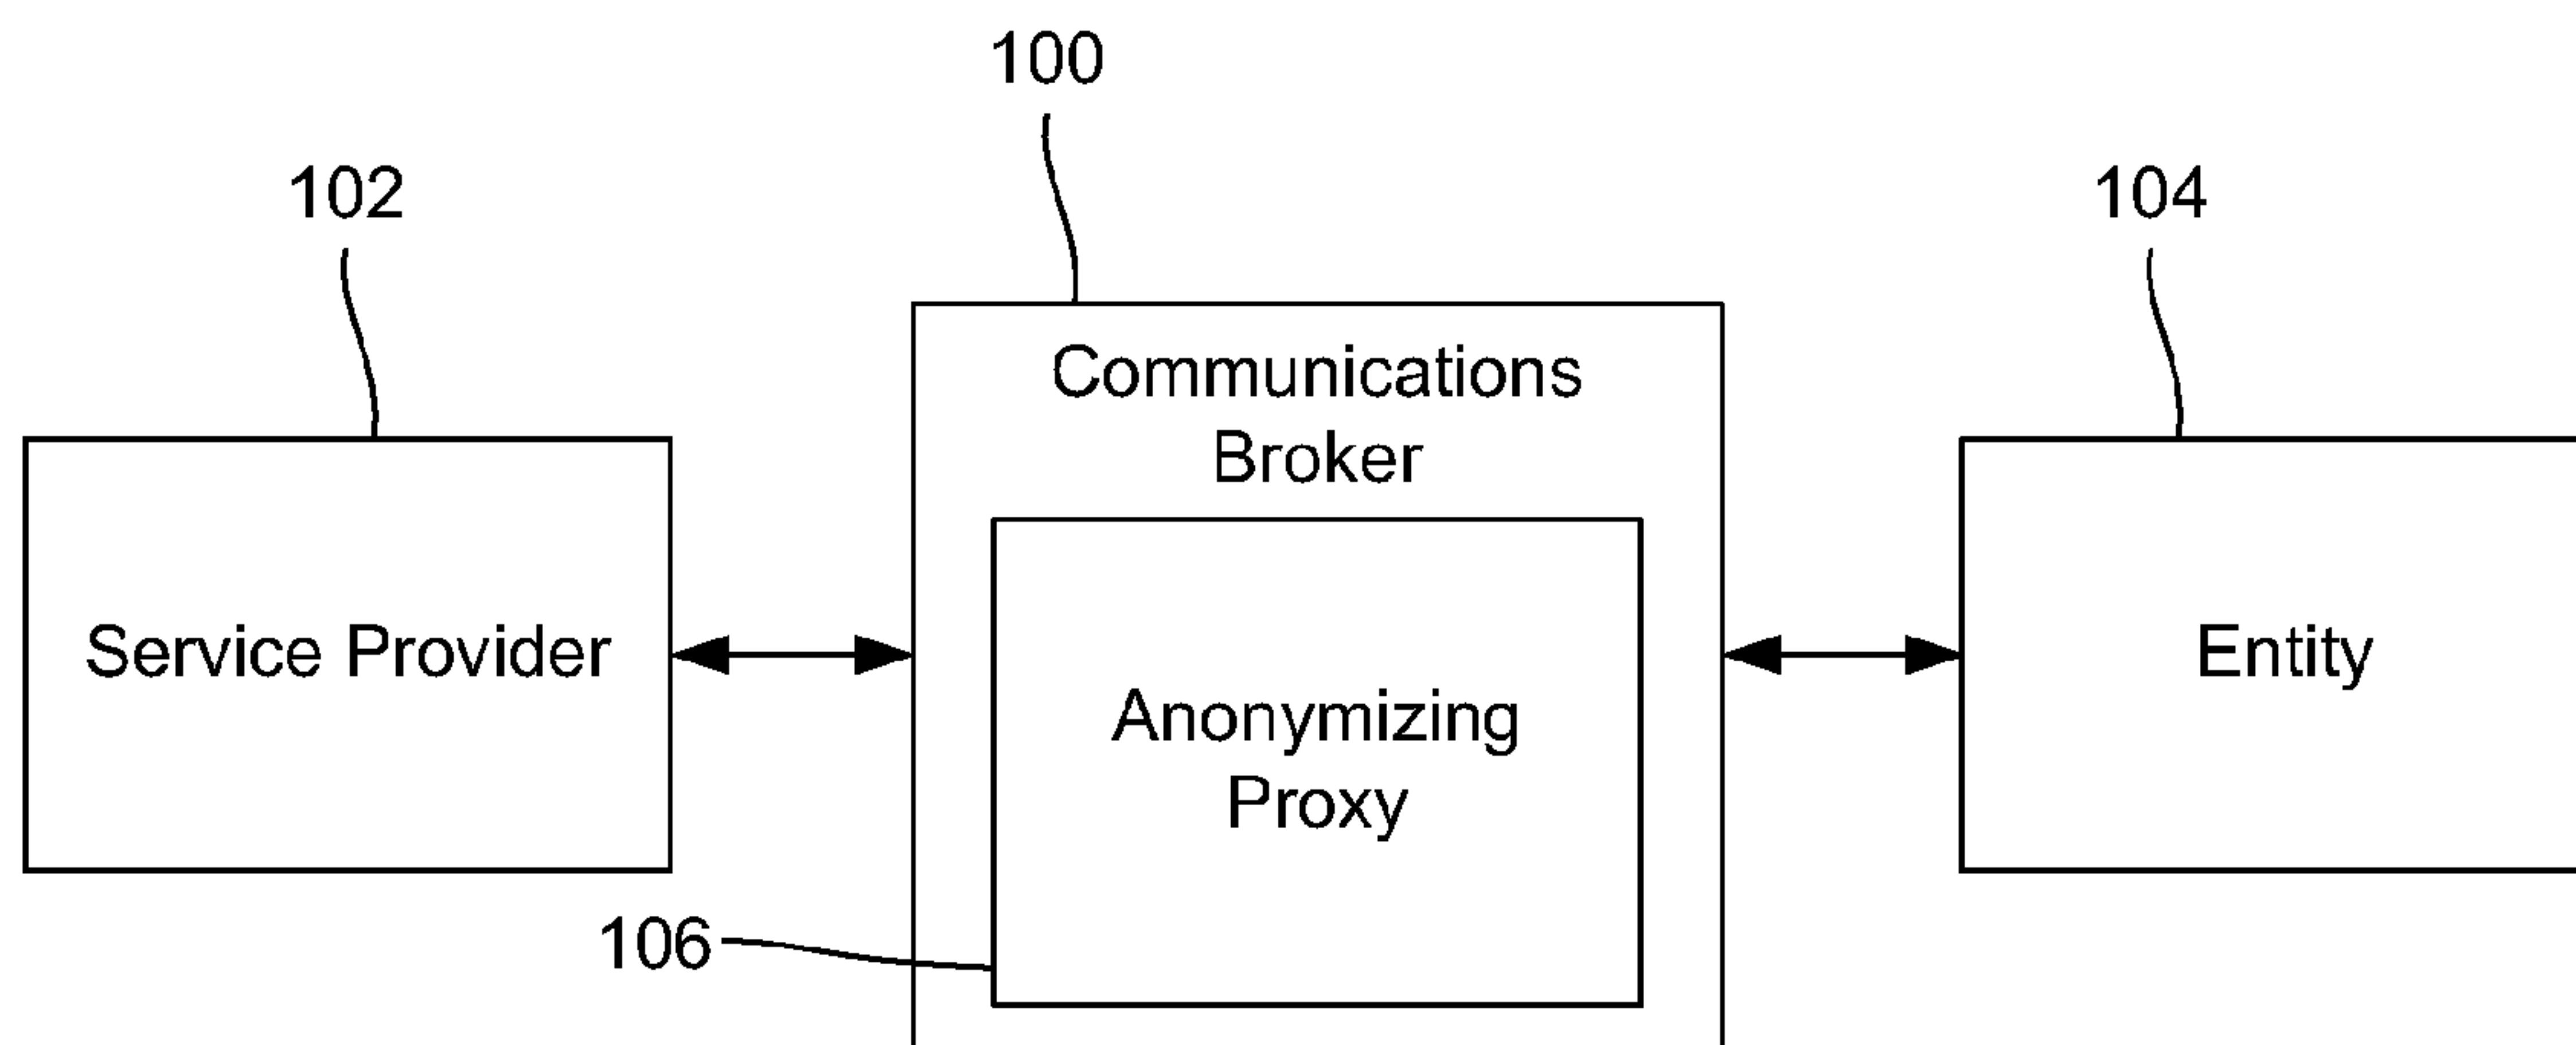 100
102
104
Communications
Broker
Service Provider
Anonymizing
Proxy
Entity
106